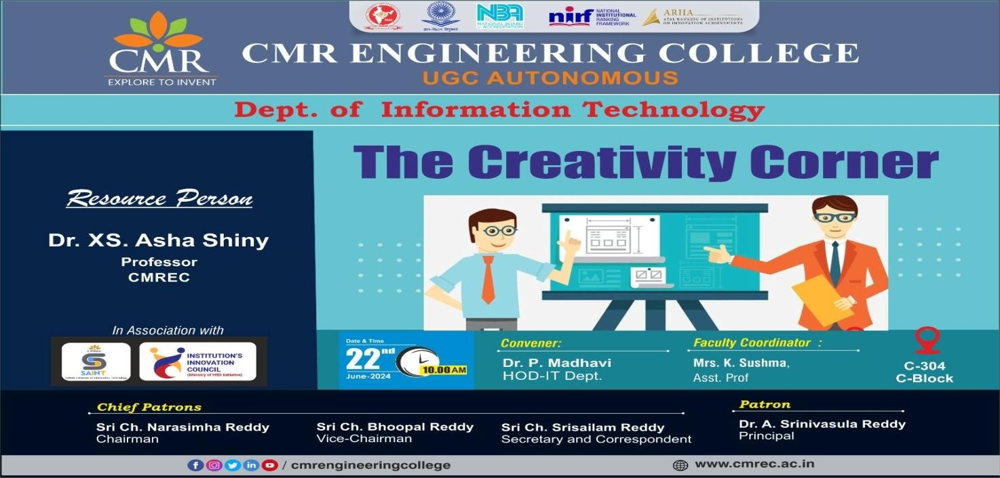 NBA
NATIONAL BOARD
OF ACCREDITATION
nirf
NATIONAL
INSTITUTIONAL
RANKING
FRAMEWORK
ARIIA
ATAL RANKING OF INSTITUTIONS
ON INNOVATION ACHIEVEMENTS
CMR
EXPLORE TO INVENT
CMR ENGINEERING COLLEGE
UGC AUTONOMOUS
Dept. of Information Technology
The Creativity Corner
Resource Person
Dr. XS. Asha Shiny
Professor
CMREC
In Association with
CMREC
SAINT
INSTITUTION'S
INNOVATION
COUNCIL
(Ministry of HRD Initiative)
Date & Time
22nd
June-2024
10.00 AM
Convener:
Dr. P. Madhavi
HOD-IT Dept.
Faculty Coordinator :
Mrs. K. Sushma,
Asst. Prof
C-304
C-Block
Chief Patrons
Sri Ch. Narasimha Reddy
Chairman
Sri Ch. Bhoopal Reddy
Vice-Chairman
Sri Ch. Srisailam Reddy
Secretary and Correspondent
Patron
Dr. A. Srinivasula Reddy
Principal
/ cmrengineeringcollege
www.cmrec.ac.in